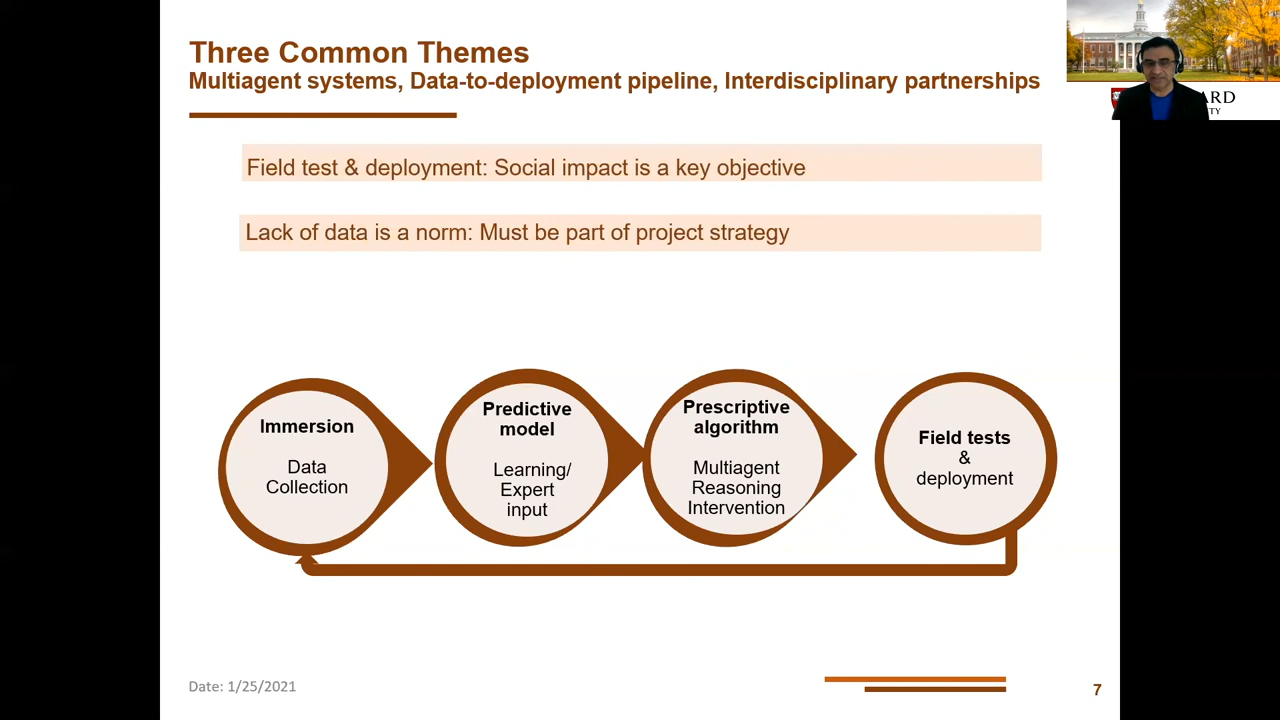 Three Common Themes
Multiagent systems, Data-to-deployment pipeline, Interdisciplinary partnerships
Field test & deployment: Social impact is a key objective
Lack of data is a norm: Must be part of project strategy
Immersion
Data
Collection
Predictive
model
Learning/
Expert
input
Prescriptive
algorithm
Multiagent
Reasoning
Intervention
Field tests
&
deployment
Date: 1/25/2021
7